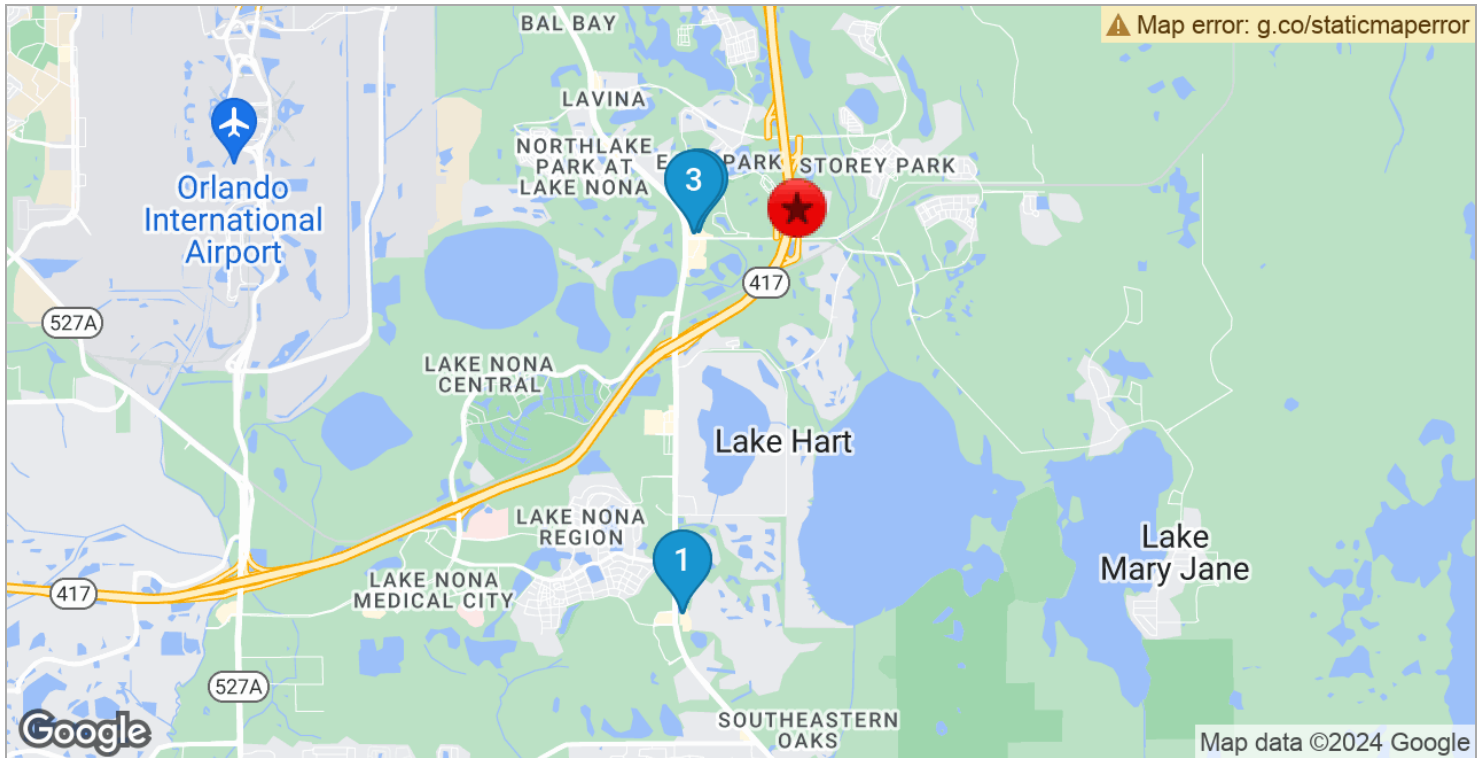 BAL BAY
Map error: g.co/staticmaperror
LAVINA
NORTHLAKE
PARK AT
LAKE NONA
E
PARK
STOREY PARK
3
Orlando
International
Airport
417
527A
LAKE NONA
CENTRAL
Lake Hart
LAKE NONA
REGION
1
Lake
Mary Jane
LAKE NONA
MEDICAL CITY
417
527A
SOUTHEASTERN
OAKS
Google
Map data ©2024 Google